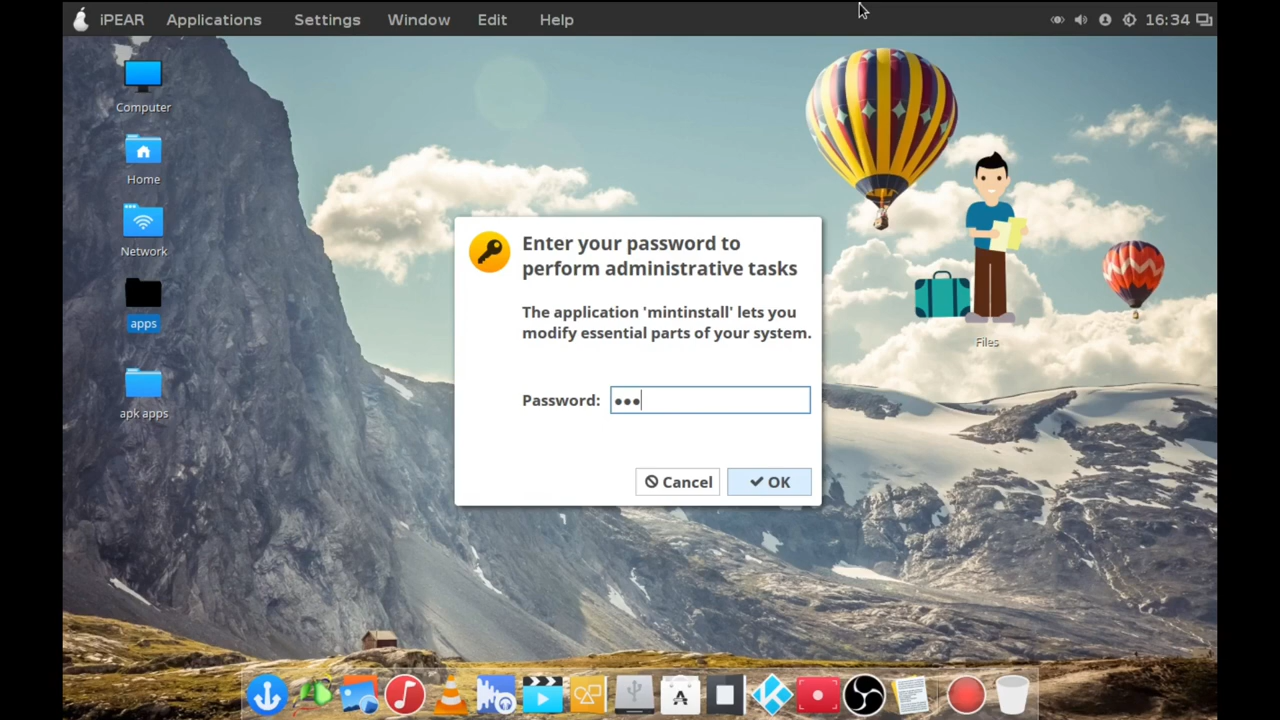 iPEAR Applications Settings Window Edit Help 16:34
Computer
Home
Network
apps
apk apps
Files
Enter your password to
perform administrative tasks
The application 'mintinstall' lets you
modify essential parts of your system.
Password: ●●●
Cancel OK